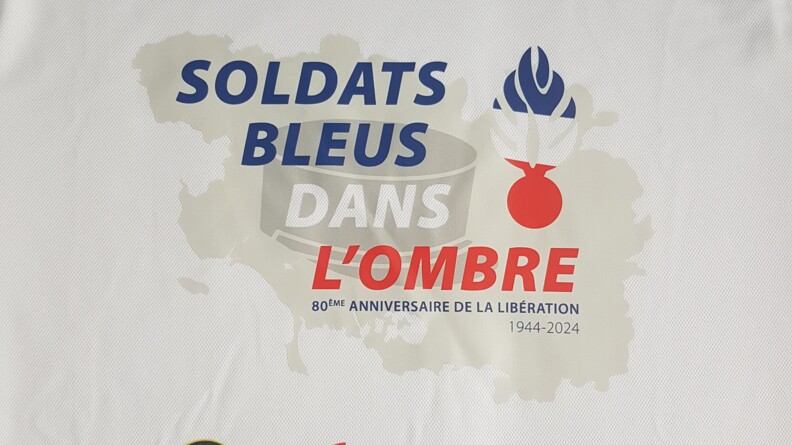 SOLDATS
BLEUS
DANS
L'OMBRE
80ÈME ANNIVERSAIRE DE LA LIBÉRATION
1944-2024